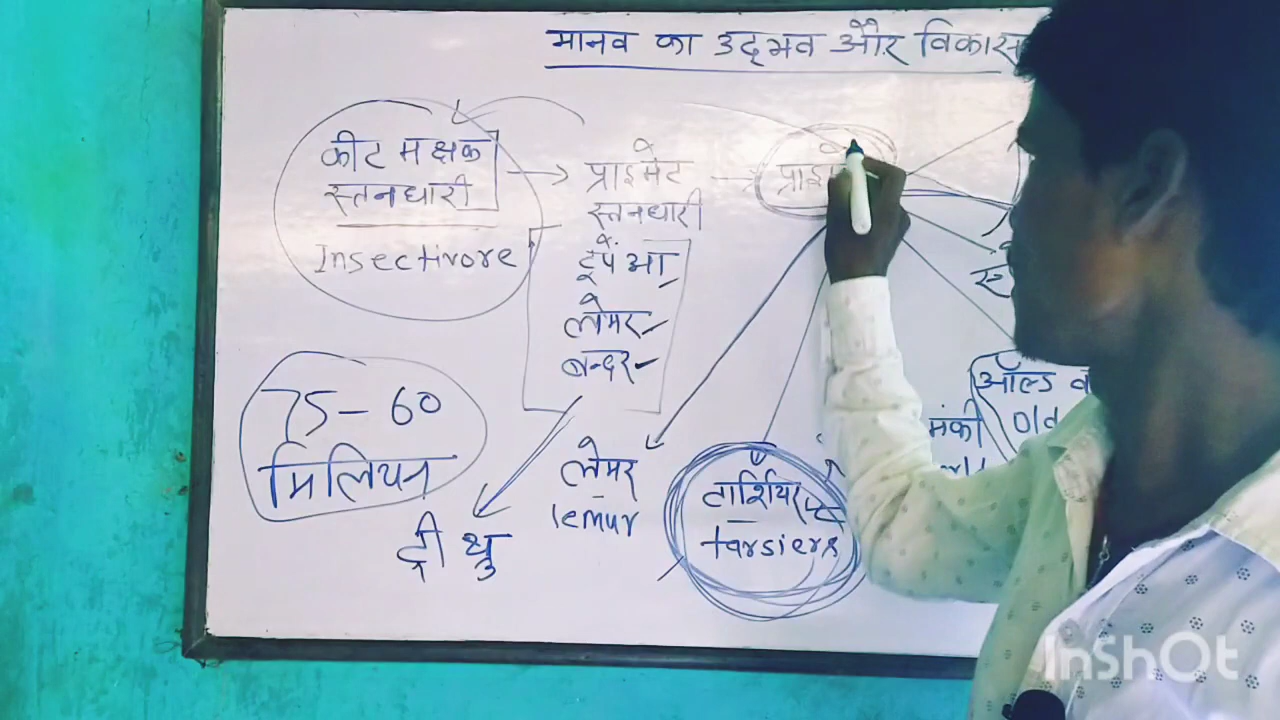 मानव का उद्भव और विकास
कीट भक्षक
स्तनधारी
Insectivore
प्राइमेट
स्तनधारी
टूपेंआ
लेमर
बन्दर
75-60
मिलियन
ट्री श्रु
लेमर
lemur
टार्शियर
tarsiers
मंकी
ऑल्ड
Old
InShOt